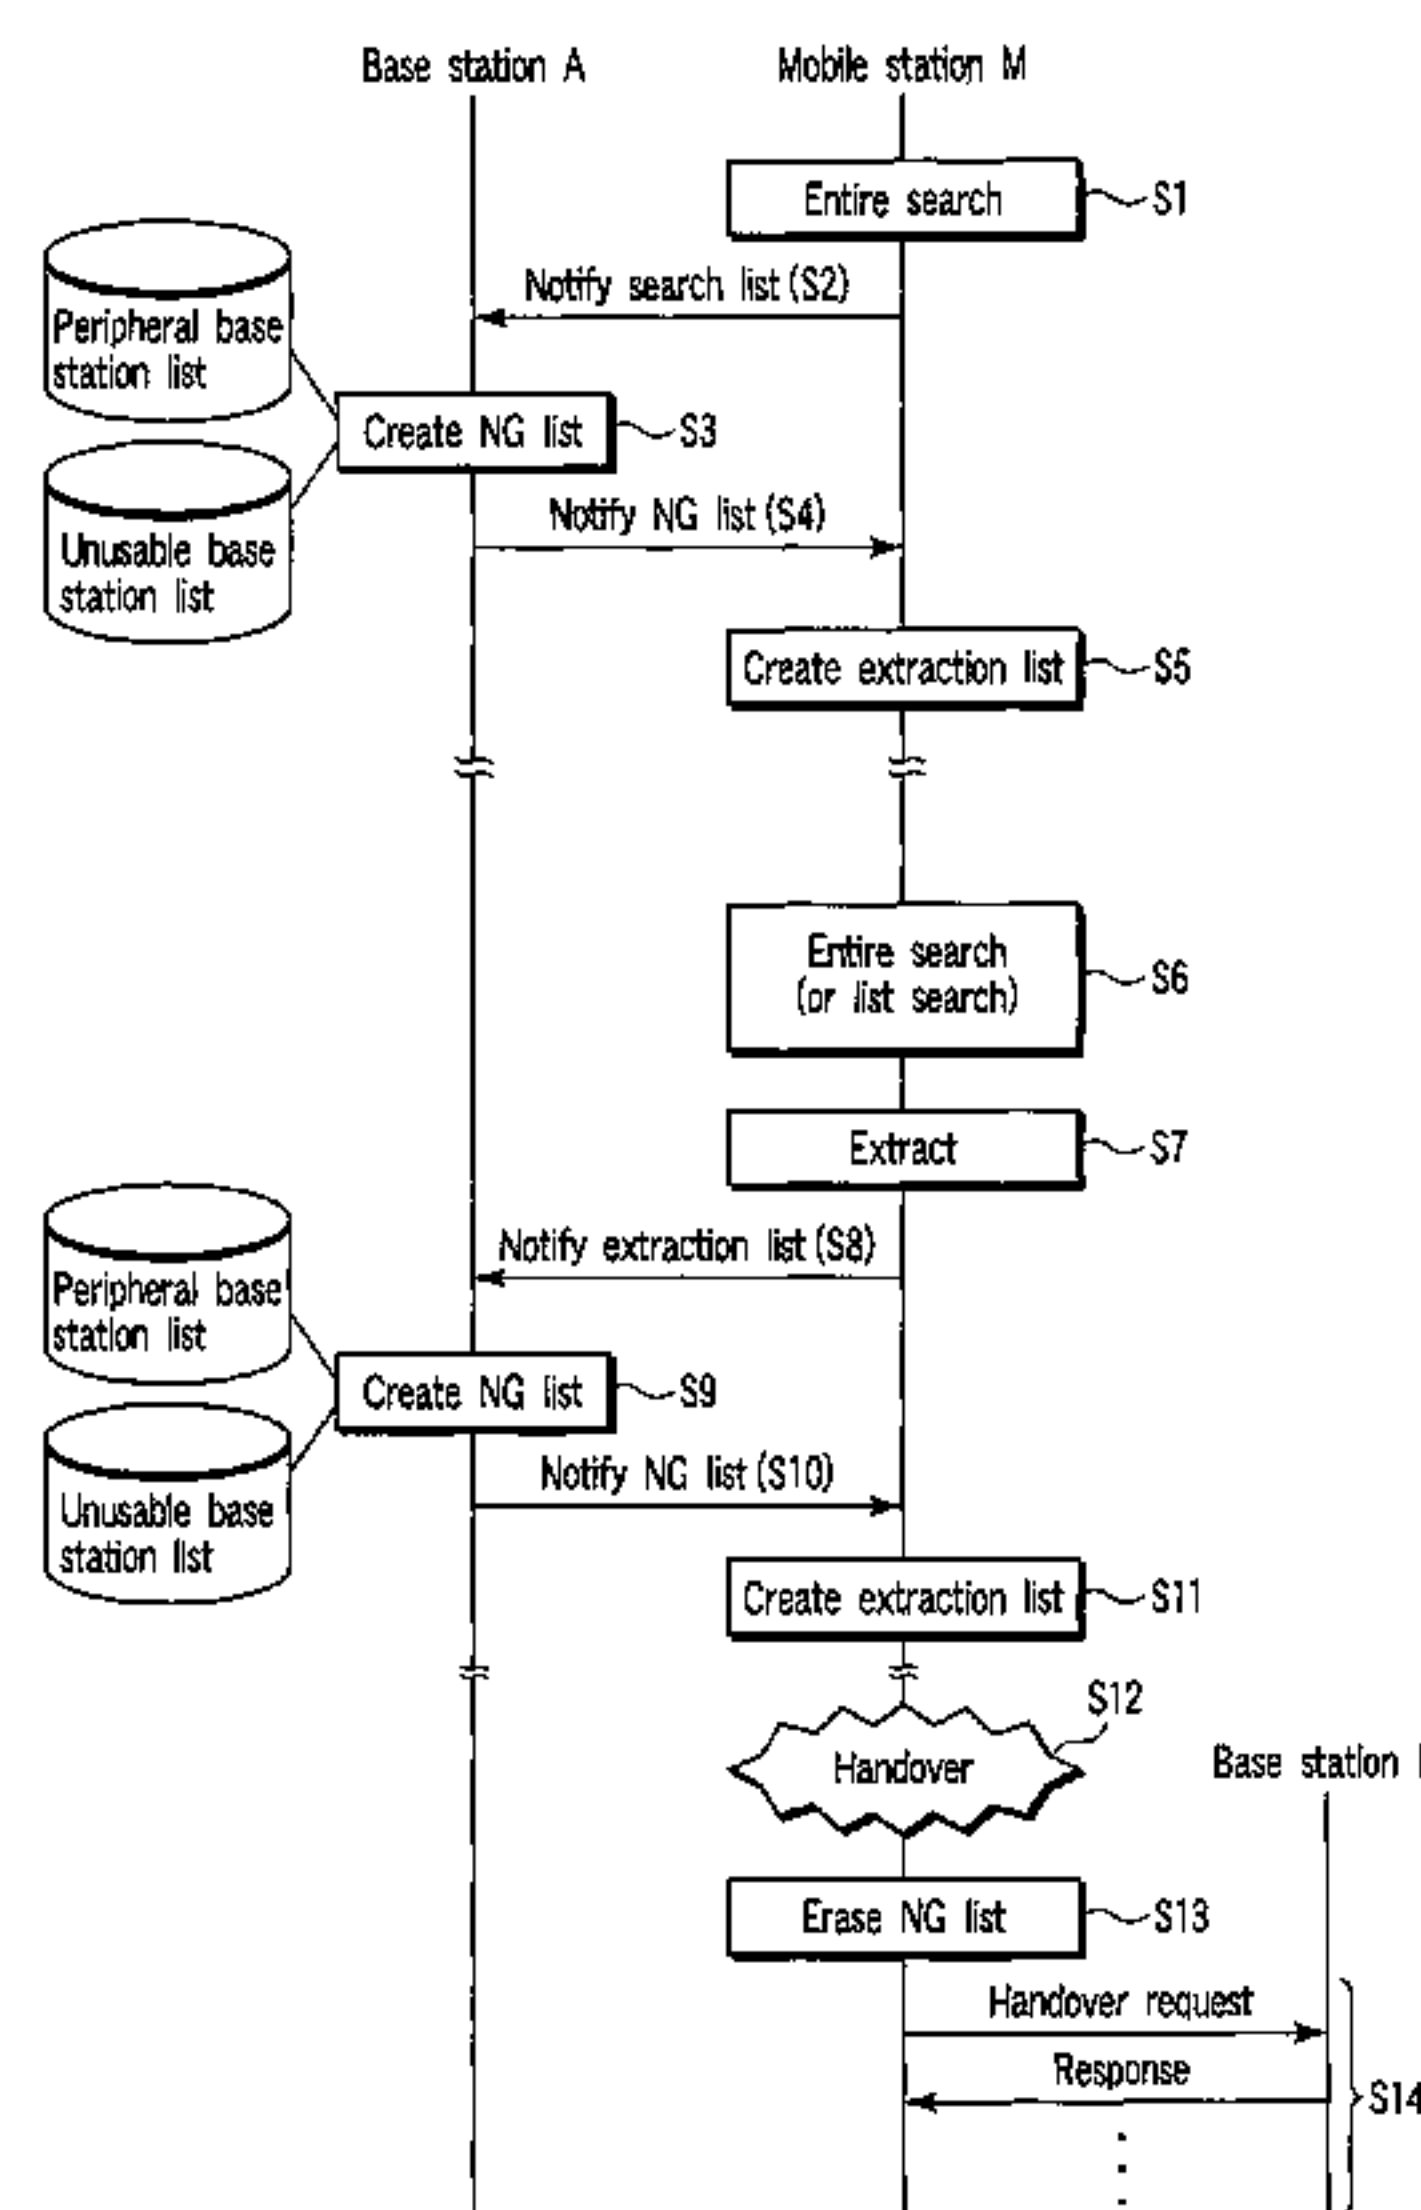 Base station A
Mobile station M
Entire search
S1
Notify search list (S2)
Peripheral base
station list
Create NG list
S3
Notify NG list (S4)
Unusable base
station list
Create extraction list
S5
Entire search
(or list search)
S6
Extract
S7
Notify extraction list (S8)
Peripheral base
station list
Create NG list
S9
Notify NG list (S10)
Unusable base
station list
Create extraction list
S11
S12
Handover
Base station
Erase NG list
S13
Handover request
Response
S14